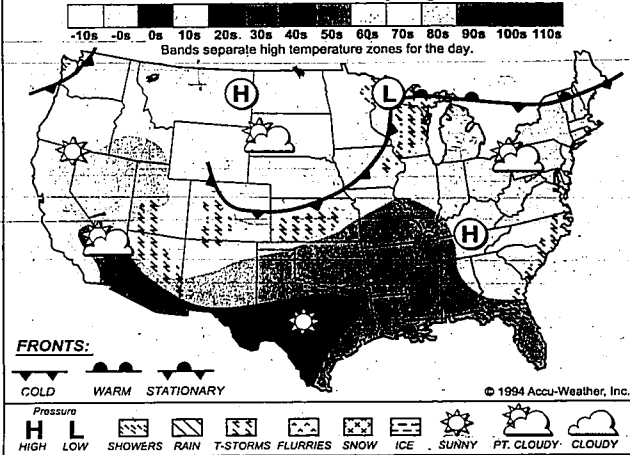 -10s -0s 0s 10s 20s 30s 50s 60s 70s 80s 90s 100s 110s
Bands separate high temperature zones for the day.
H
L
H
FRONTS:
COLD WARM STATIONARY
© 1994 Accu-Weather, Inc.
Pressure
H L
HIGH LOW SHOWERS RAIN T-STORMS FLURRIES SNOW ICE SUNNY PT. CLOUDY CLOUDY